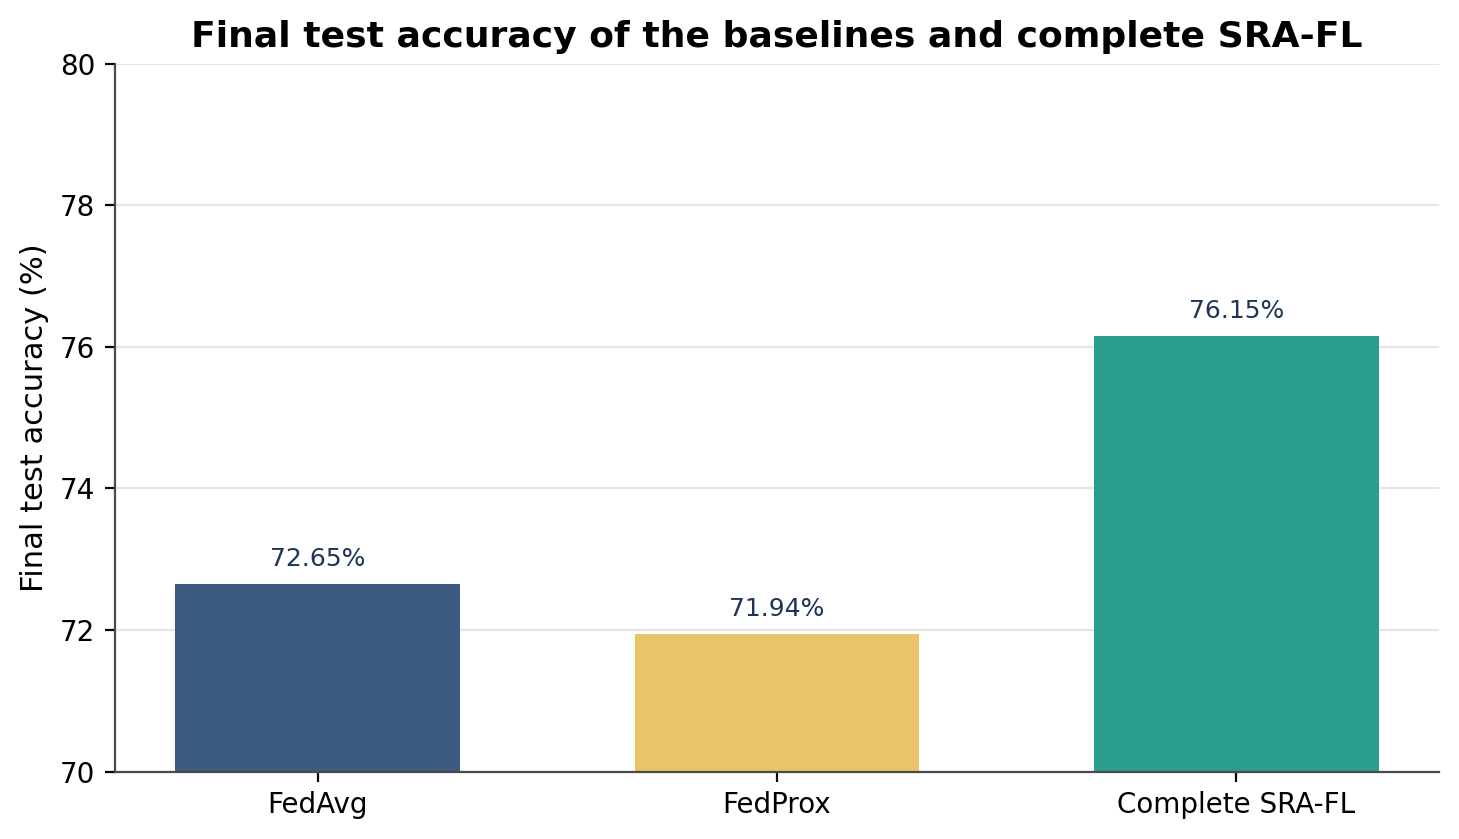 Final test accuracy of the baselines and complete SRA-FL
Final test accuracy (%)
80
78
76
74
72
70
72.65%
71.94%
76.15%
FedAvg
FedProx
Complete SRA-FL